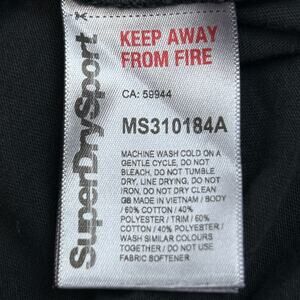 SuperDrySport
KEEP AWAY
FROM FIRE
CA: 59944
MS310184A
MACHINE WASH COLD ON A
GENTLE CYCLE, DO NOT
BLEACH, DO NOT TUMBLE
DRY, LINE DRYING, DO NOT
IRON, DO NOT DRY CLEAN
GB MADE IN VIETNAM / BODY
/ 60% COTTON / 40%
POLYESTER / TRIM / 60%
COTTON / 40% POLYESTER /
WASH SIMILAR COLOURS
TOGETHER / DO NOT USE
FABRIC SOFTENER